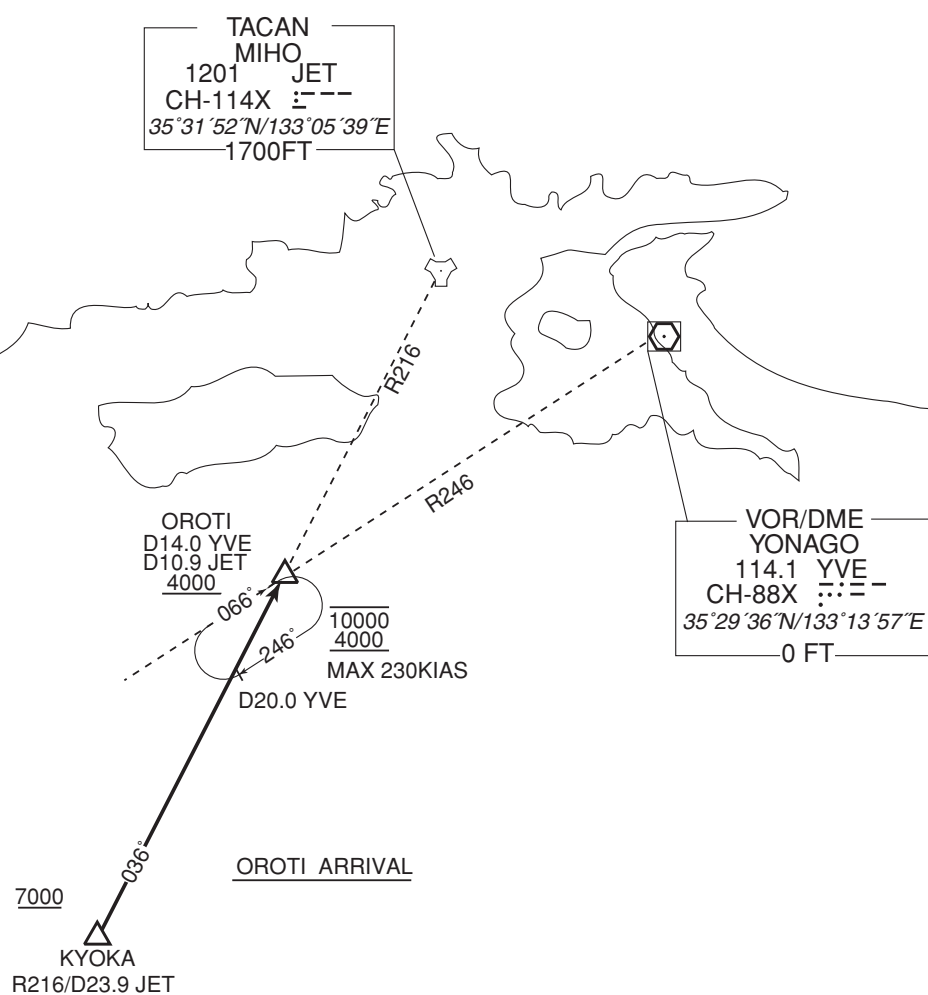 TACAN
MIHO
1201 JET
CH-114X
35°31´52˝N/133°05´39˝E
1700FT
R216
R246
VOR/DME
YONAGO
114.1 YVE
CH-88X
35°29´36˝N/133°13´57˝E
0 FT
OROTI
D14.0 YVE
D10.9 JET
4000
066°
246°
10000
4000
MAX 230KIAS
D20.0 YVE
036°
OROTI ARRIVAL
7000
KYOKA
R216/D23.9 JET